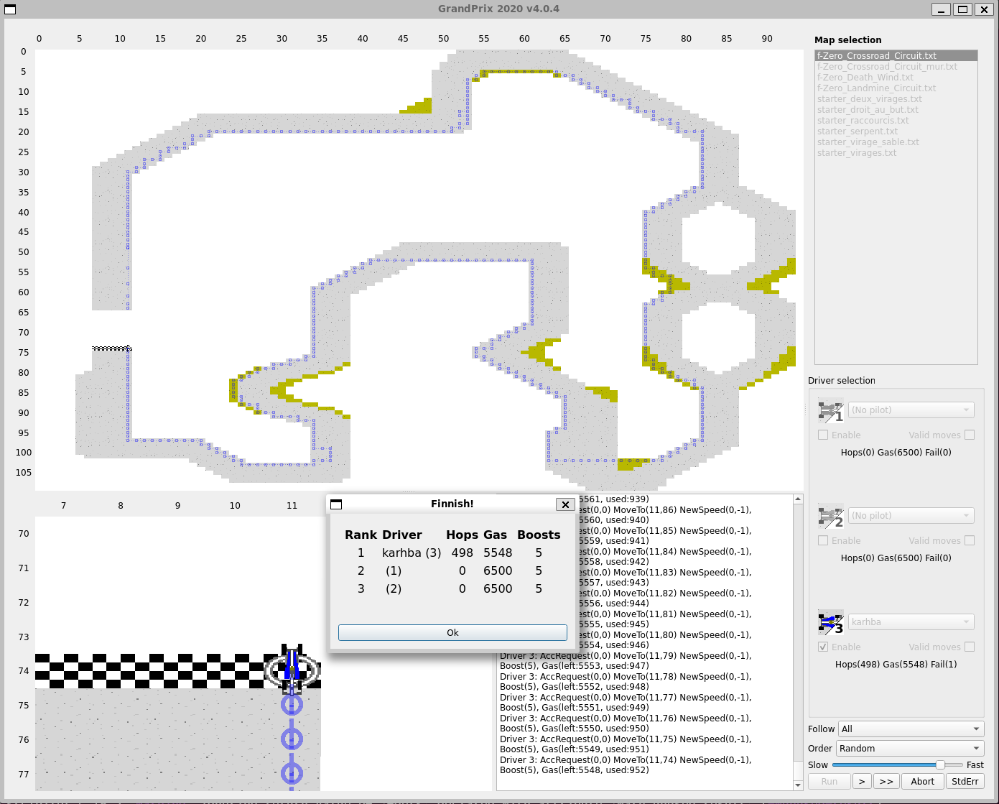 GrandPrix 2020 v4.0.4
0 5 10 15 20 25 30 35 40 45 50 55 60 65 70 75 80 85 90
0
5
10
15
20
25
30
35
40
45
50
55
60
65
70
75
80
85
90
95
100
105
Map selection
f-Zero_Crossroad_Circuit.txt
f-Zero_Crossroad_Circuit_mur.txt
f-Zero_Death_Wind.txt
f-Zero_Landmine_Circuit.txt
starter_deux_virages.txt
starter_droit_au_but.txt
starter_raccourcis.txt
starter_serpent.txt
starter_virage_sable.txt
starter_virages.txt
Driver selection
1 (No pilot)
Enable Valid moves
Hops(0) Gas(6500) Fail(0)
2 (No pilot)
Enable Valid moves
Hops(0) Gas(6500) Fail(0)
3 karhba
Enable Valid moves
Hops(498) Gas(5548) Fail(1)
7 8 9 10 11
70
71
72
73
74
75
76
77
Finnish!
Rank Driver Hops Gas Boosts
1 karhba (3) 498 5548 5
2 (1) 0 6500 5
3 (2) 0 6500 5
Ok
5561, used:939)
est(0,0) MoveTo(11,86) NewSpeed(0,-1),
5560, used:940)
est(0,0) MoveTo(11,85) NewSpeed(0,-1),
5559, used:941)
est(0,0) MoveTo(11,84) NewSpeed(0,-1),
5558, used:942)
est(0,0) MoveTo(11,83) NewSpeed(0,-1),
5557, used:943)
est(0,0) MoveTo(11,82) NewSpeed(0,-1),
5556, used:944)
est(0,0) MoveTo(11,81) NewSpeed(0,-1),
5555, used:945)
est(0,0) MoveTo(11,80) NewSpeed(0,-1),
5554, used:946)
Driver 3: AccRequest(0,0) MoveTo(11,79) NewSpeed(0,-1),
Boost(5), Gas(left:5553, used:947)
Driver 3: AccRequest(0,0) MoveTo(11,78) NewSpeed(0,-1),
Boost(5), Gas(left:5552, used:948)
Driver 3: AccRequest(0,0) MoveTo(11,77) NewSpeed(0,-1),
Boost(5), Gas(left:5551, used:949)
Driver 3: AccRequest(0,0) MoveTo(11,76) NewSpeed(0,-1),
Boost(5), Gas(left:5550, used:950)
Driver 3: AccRequest(0,0) MoveTo(11,75) NewSpeed(0,-1),
Boost(5), Gas(left:5549, used:951)
Driver 3: AccRequest(0,0) MoveTo(11,74) NewSpeed(0,-1),
Boost(5), Gas(left:5548, used:952)
Follow All
Order Random
Slow Fast
Run > >> Abort StdErr